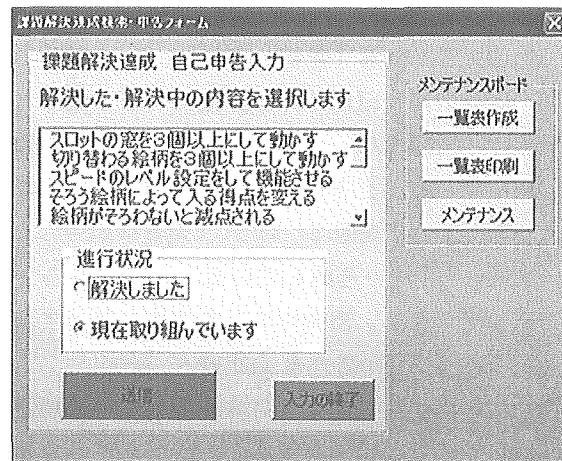 課題解決達成検索・申告フォーム
課題解決達成 自己申告入力
解決した・解決中の内容を選択します
スロットの窓を3個以上にして動かす
切り替わる絵柄を3個以上にして動かす
スピードのレベル設定をして機能させる
そろう絵柄によって入る得点を変える
絵柄がそろわないと減点される
進行状況
解決しました
現在取り組んでいます
送信
入力の終了
メンテナンスボード
一覧表作成
一覧表印刷
メンテナンス